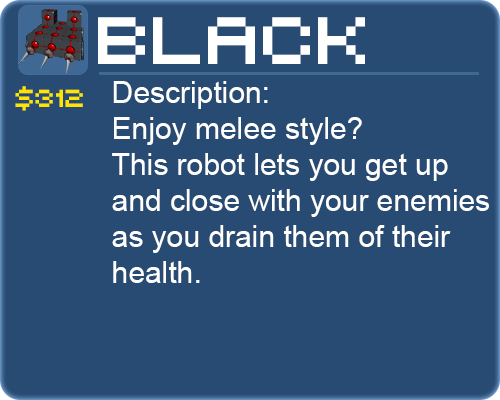 BLACK
$312
Description:
Enjoy melee style?
This robot lets you get up
and close with your enemies
as you drain them of their
health.